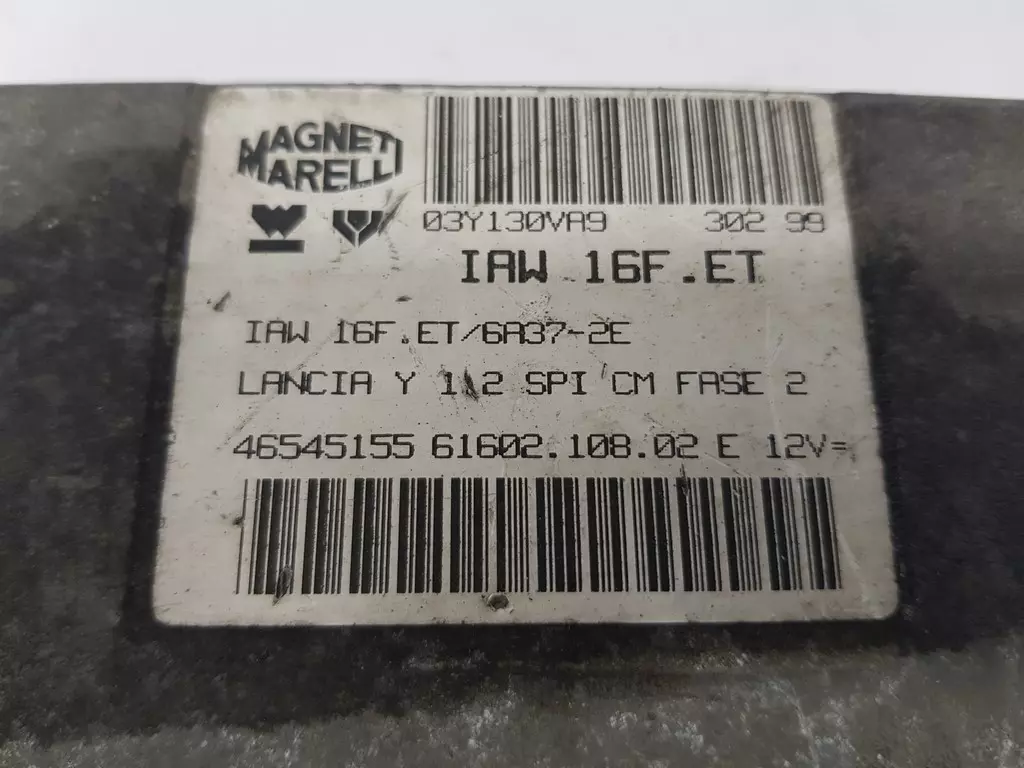 MAGNETI
MARELLI
03Y130VA9 302 99
IAW 16F.ET
IAW 16F.ET/6A37-2E
LANCIA Y 1.2 SPI CM FASE 2
46545155 61602.108.02 E 12V=